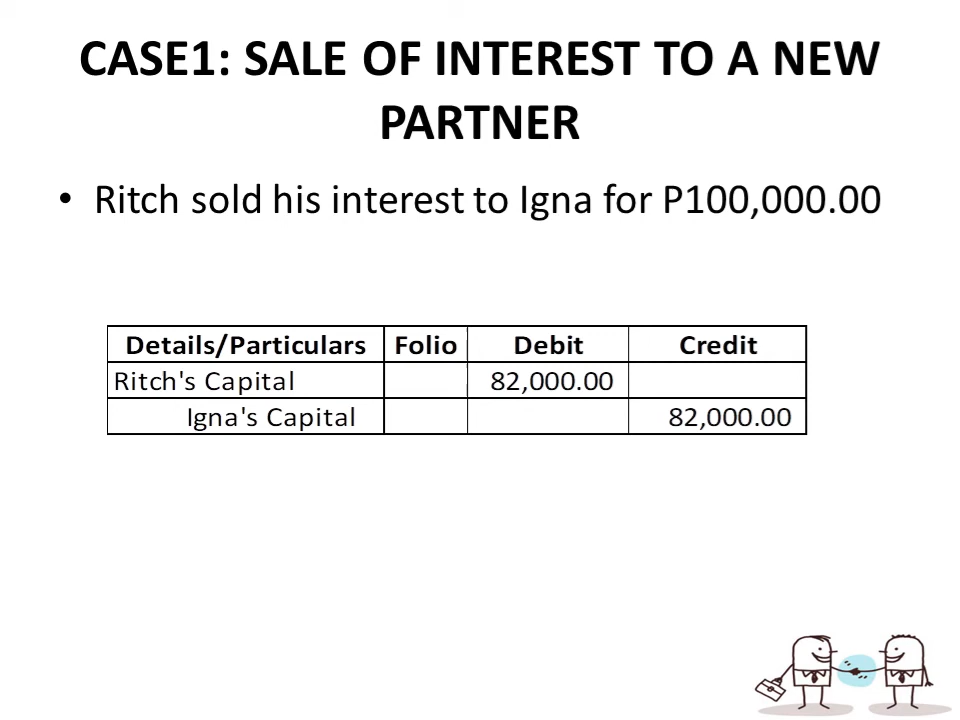 CASE1: SALE OF INTEREST TO A NEW
PARTNER
• Ritch sold his interest to Igna for P100,000.00
Details/Particulars Folio Debit Credit
Ritch's Capital 82,000.00
Igna's Capital 82,000.00